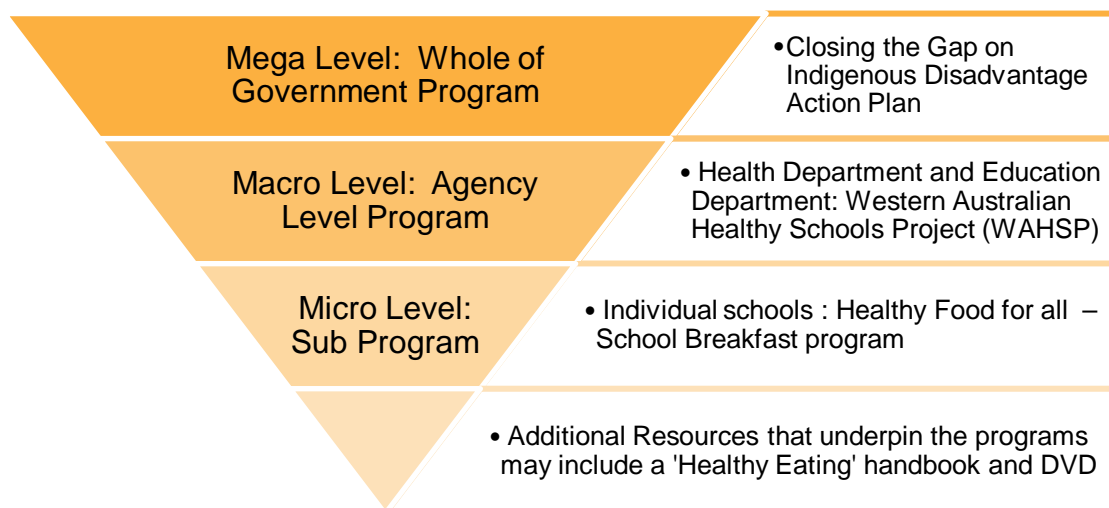 Mega Level: Whole of
Government Program
•Closing the Gap on
Indigenous Disadvantage
Action Plan
Macro Level: Agency
Level Program
• Health Department and Education
Department: Western Australian
Healthy Schools Project (WAHSP)
Micro Level:
Sub Program
• Individual schools : Healthy Food for all –
School Breakfast program
• Additional Resources that underpin the programs
may include a 'Healthy Eating' handbook and DVD